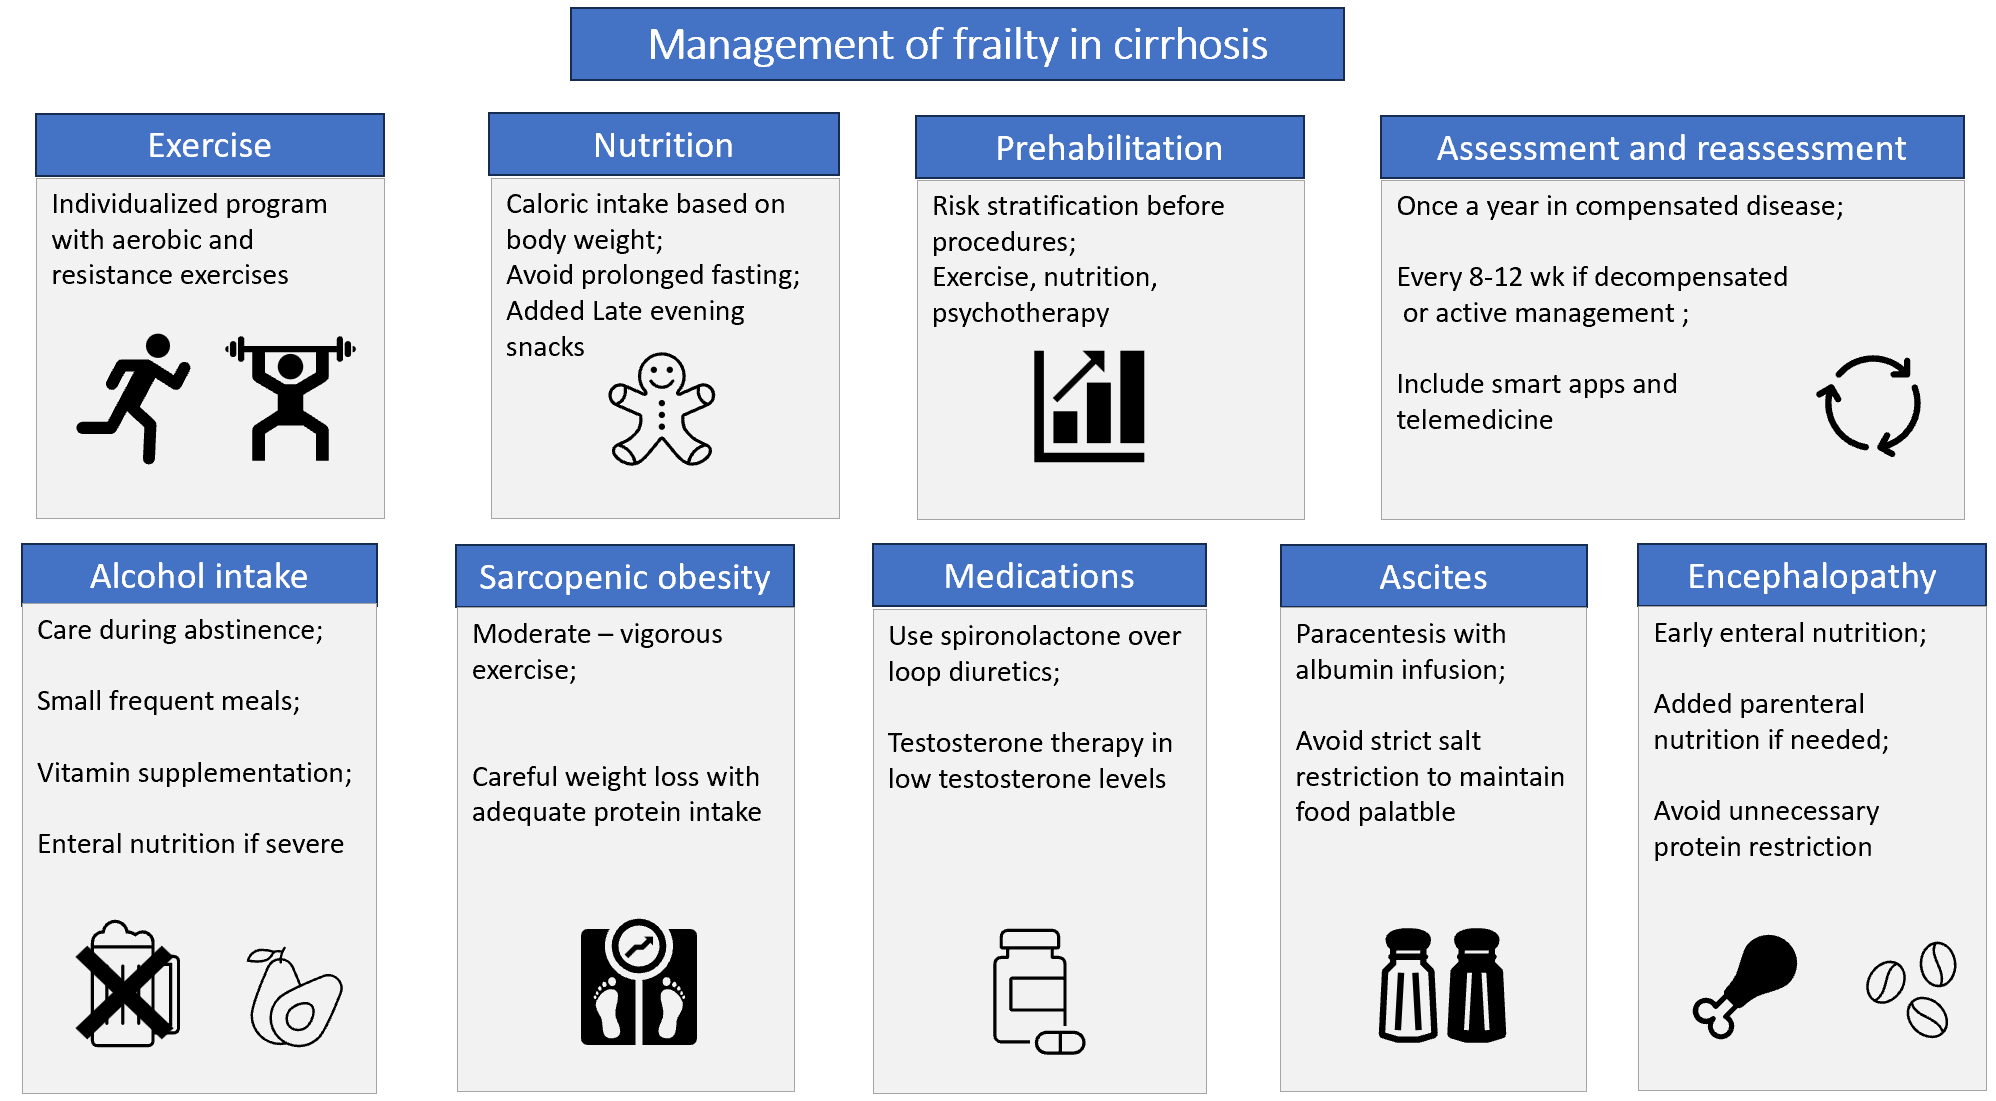 Management of frailty in cirrhosis
Exercise
Individualized program
with aerobic and
resistance exercises
Nutrition
Caloric intake based on
body weight;
Avoid prolonged fasting;
Added Late evening
snacks
Prehabilitation
Risk stratification before
procedures;
Exercise, nutrition,
psychotherapy
Assessment and reassessment
Once a year in compensated disease;
Every 8-12 wk if decompensated
or active management ;
Include smart apps and
telemedicine
Alcohol intake
Care during abstinence;
Small frequent meals;
Vitamin supplementation;
Enteral nutrition if severe
Sarcopenic obesity
Moderate – vigorous
exercise;
Careful weight loss with
adequate protein intake
Medications
Use spironolactone over
loop diuretics;
Testosterone therapy in
low testosterone levels
Ascites
Paracentesis with
albumin infusion;
Avoid strict salt
restriction to maintain
food palatble
Encephalopathy
Early enteral nutrition;
Added parenteral
nutrition if needed;
Avoid unnecessary
protein restriction